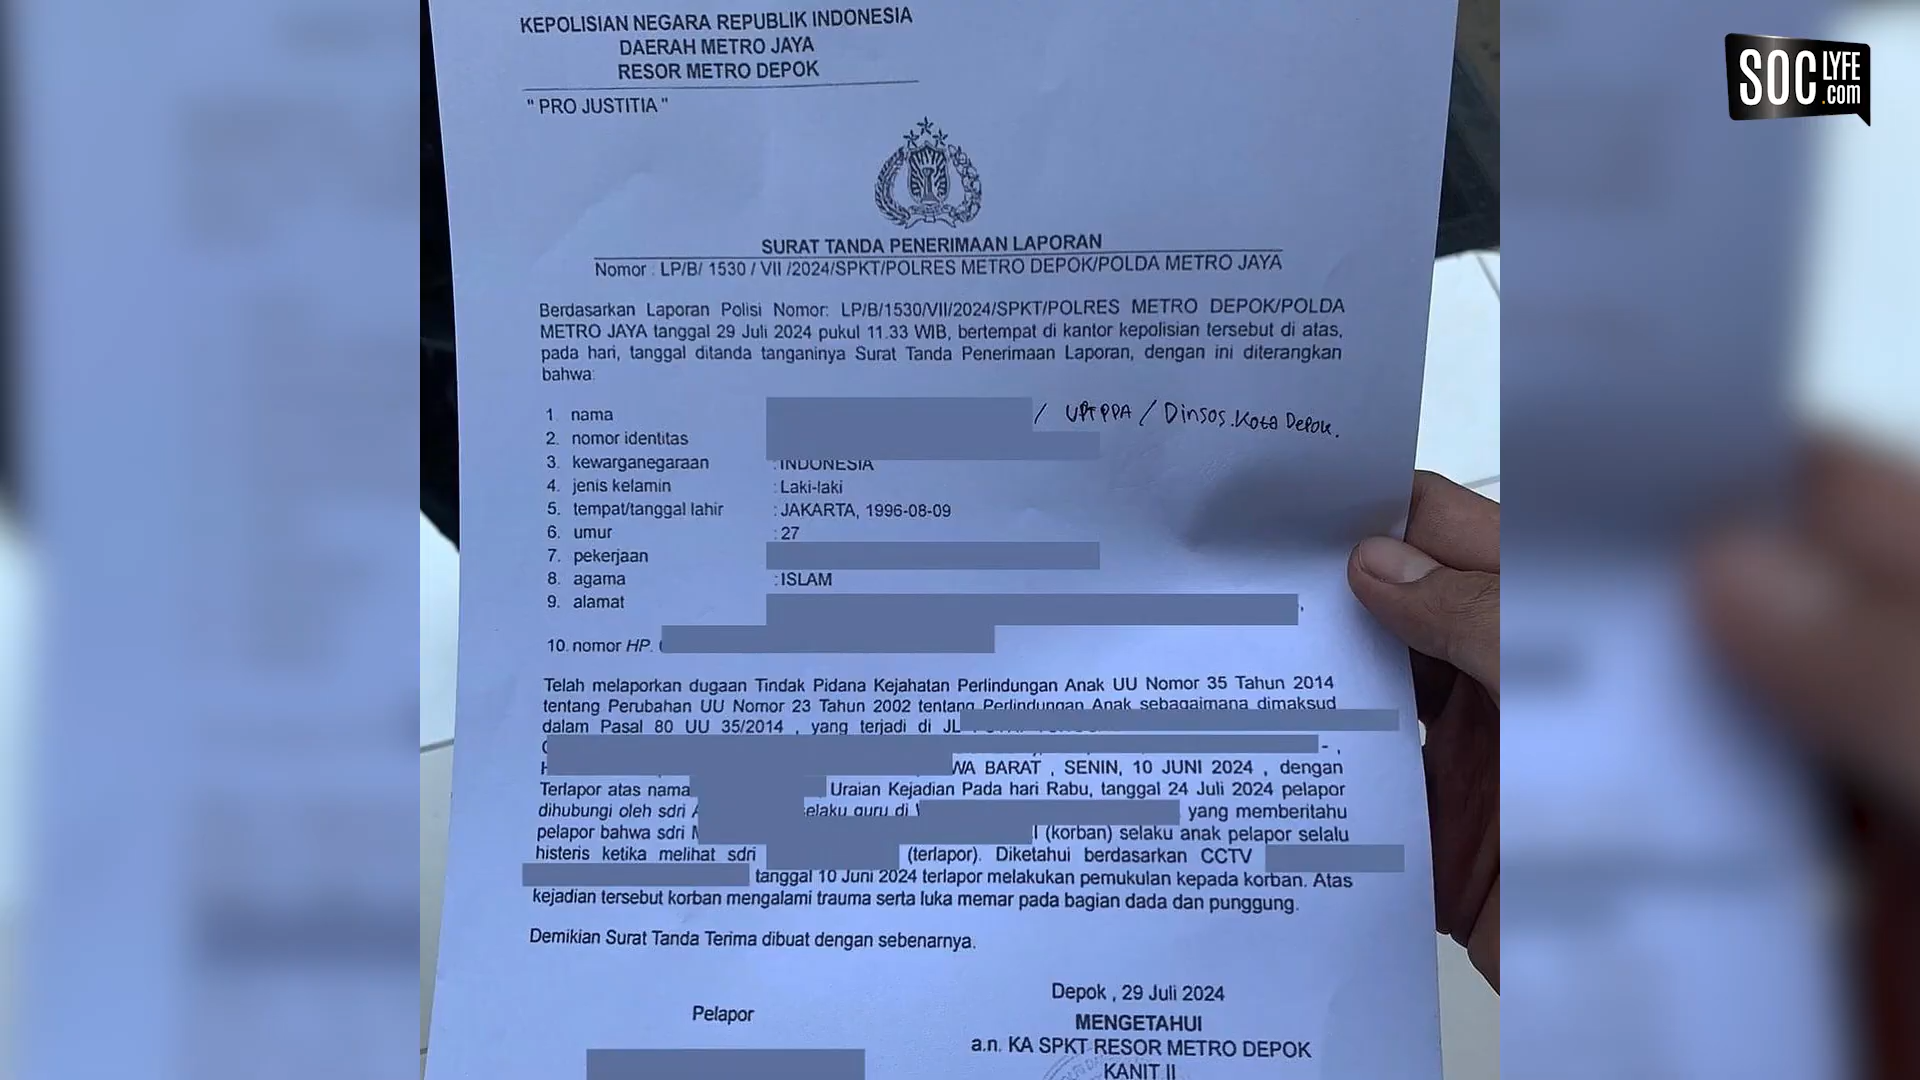 KEPOLISIAN NEGARA REPUBLIK INDONESIA
DAERAH METRO JAYA
RESOR METRO DEPOK
" PRO JUSTITIA "
SOC LYFE .com
SURAT TANDA PENERIMAAN LAPORAN
Nomor : LP/B/ 1530 / VII /2024/SPKT/POLRES METRO DEPOK/POLDA METRO JAYA
Berdasarkan Laporan Polisi Nomor: LP/B/1530/VII/2024/SPKT/POLRES METRO DEPOK/POLDA
METRO JAYA tanggal 29 Juli 2024 pukul 11.33 WIB, bertempat di kantor kepolisian tersebut di atas,
pada hari, tanggal ditanda tanganinya Surat Tanda Penerimaan Laporan, dengan ini diterangkan
bahwa:
1. nama / UPT PPA / Dinsos.Kota Depok.
2. nomor identitas
3. kewarganegaraan : INDONESIA
4. jenis kelamin : Laki-laki
5. tempat/tanggal lahir : JAKARTA, 1996-08-09
6. umur : 27
7. pekerjaan
8. agama : ISLAM
9. alamat
10. nomor HP.
Telah melaporkan dugaan Tindak Pidana Kejahatan Perlindungan Anak UU Nomor 35 Tahun 2014
tentang Perubahan UU Nomor 23 Tahun 2002 tentang Perlindungan Anak sebagaimana dimaksud
dalam Pasal 80 UU 35/2014 , yang terjadi di JL
WA BARAT , SENIN, 10 JUNI 2024 , dengan
Terlapor atas nama , Uraian Kejadian Pada hari Rabu, tanggal 24 Juli 2024 pelapor
dihubungi oleh sdri selaku guru di yang memberitahu
pelapor bahwa sdri (korban) selaku anak pelapor selalu
histeris ketika melihat sdri (terlapor). Diketahui berdasarkan CCTV
tanggal 10 Juni 2024 terlapor melakukan pemukulan kepada korban. Atas
kejadian tersebut korban mengalami trauma serta luka memar pada bagian dada dan punggung.
Demikian Surat Tanda Terima dibuat dengan sebenarnya.
Depok , 29 Juli 2024
Pelapor
MENGETAHUI
a.n. KA SPKT RESOR METRO DEPOK
KANIT II